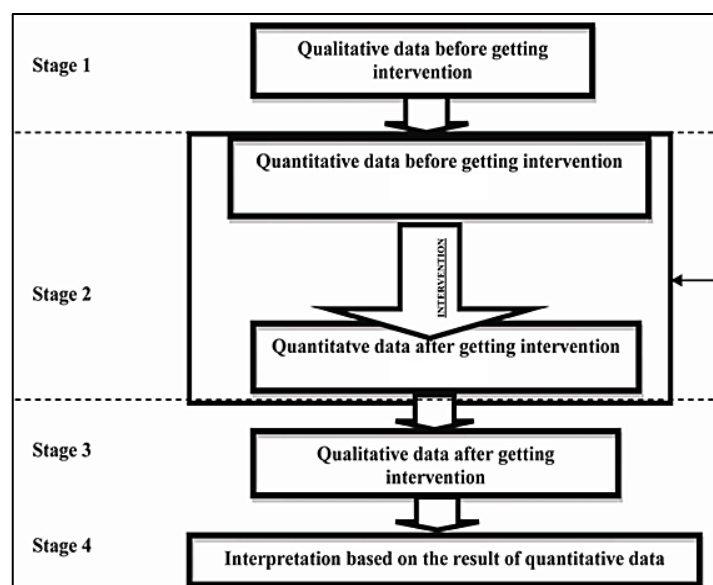 Stage 1
Qualitative data before getting
intervention
Quantitative data before getting intervention
INTERVENTION
Stage 2
Quantitatve data after getting intervention
Stage 3
Qualitative data after getting
intervention
Stage 4
Interpretation based on the result of quantitative data